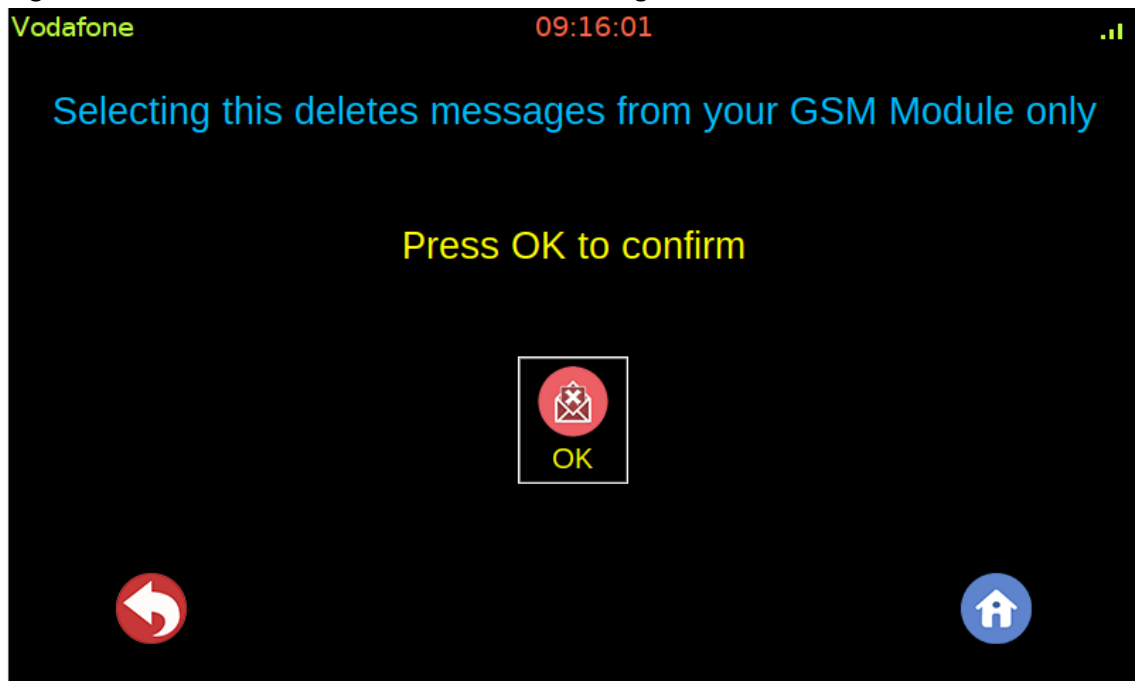 Vodafone 09:16:01
Selecting this deletes messages from your GSM Module only
Press OK to confirm
OK